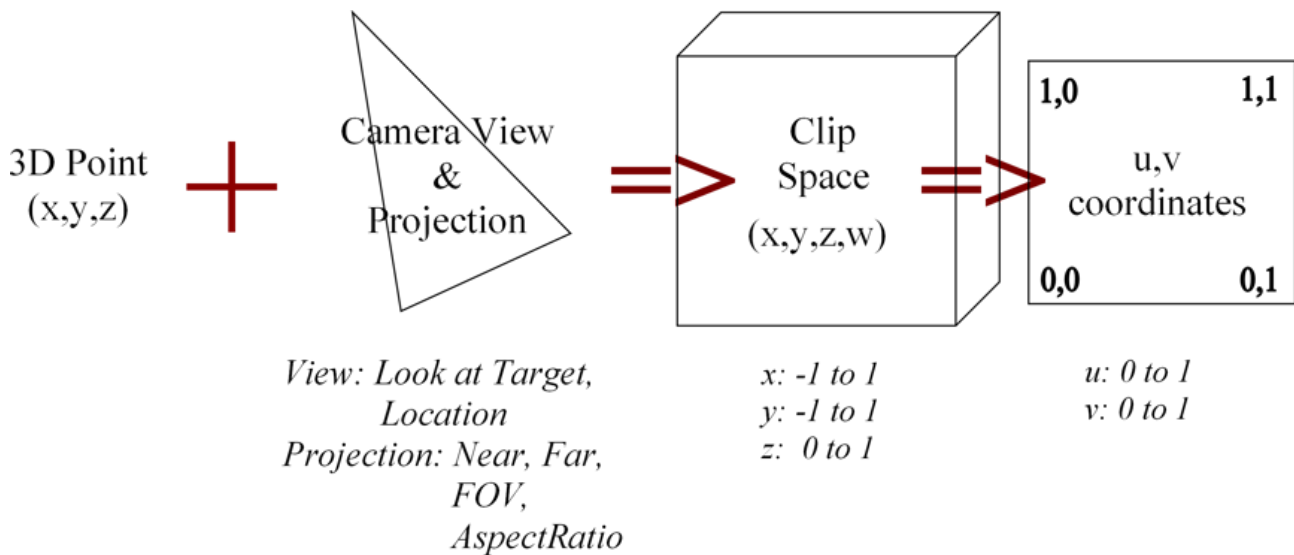 3D Point
(x,y,z)
Camera View
&
Projection
View: Look at Target,
Location
Projection: Near, Far,
FOV,
AspectRatio
Clip
Space
(x,y,z,w)
x: -1 to 1
y: -1 to 1
z: 0 to 1
1,0 1,1
u,v
coordinates
0,0 0,1
u: 0 to 1
v: 0 to 1